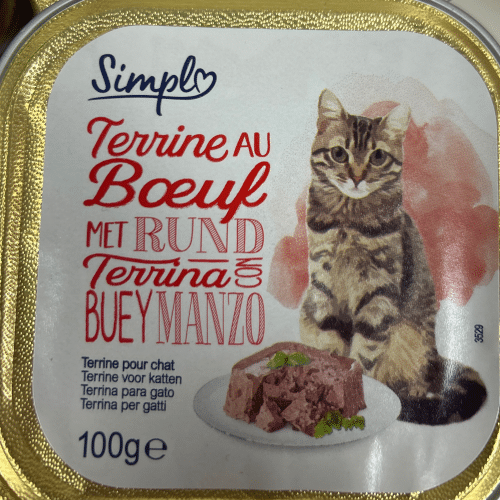 Simpl
Terrine AU
Bœuf
MET RUND
Terrina CON
BUEY MANZO
Terrine pour chat
Terrine voor katten
Terrina para gato
Terrina per gatti
100g e
3529